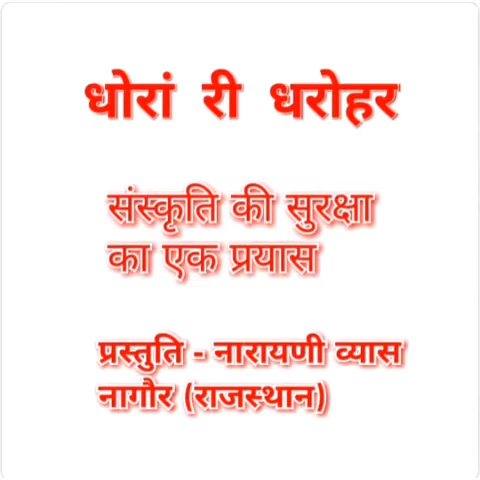 धोरां री धरोहर
संस्कृति की सुरक्षा
का एक प्रयास
प्रस्तुति - नारायणी व्यास
नागौर (राजस्थान)